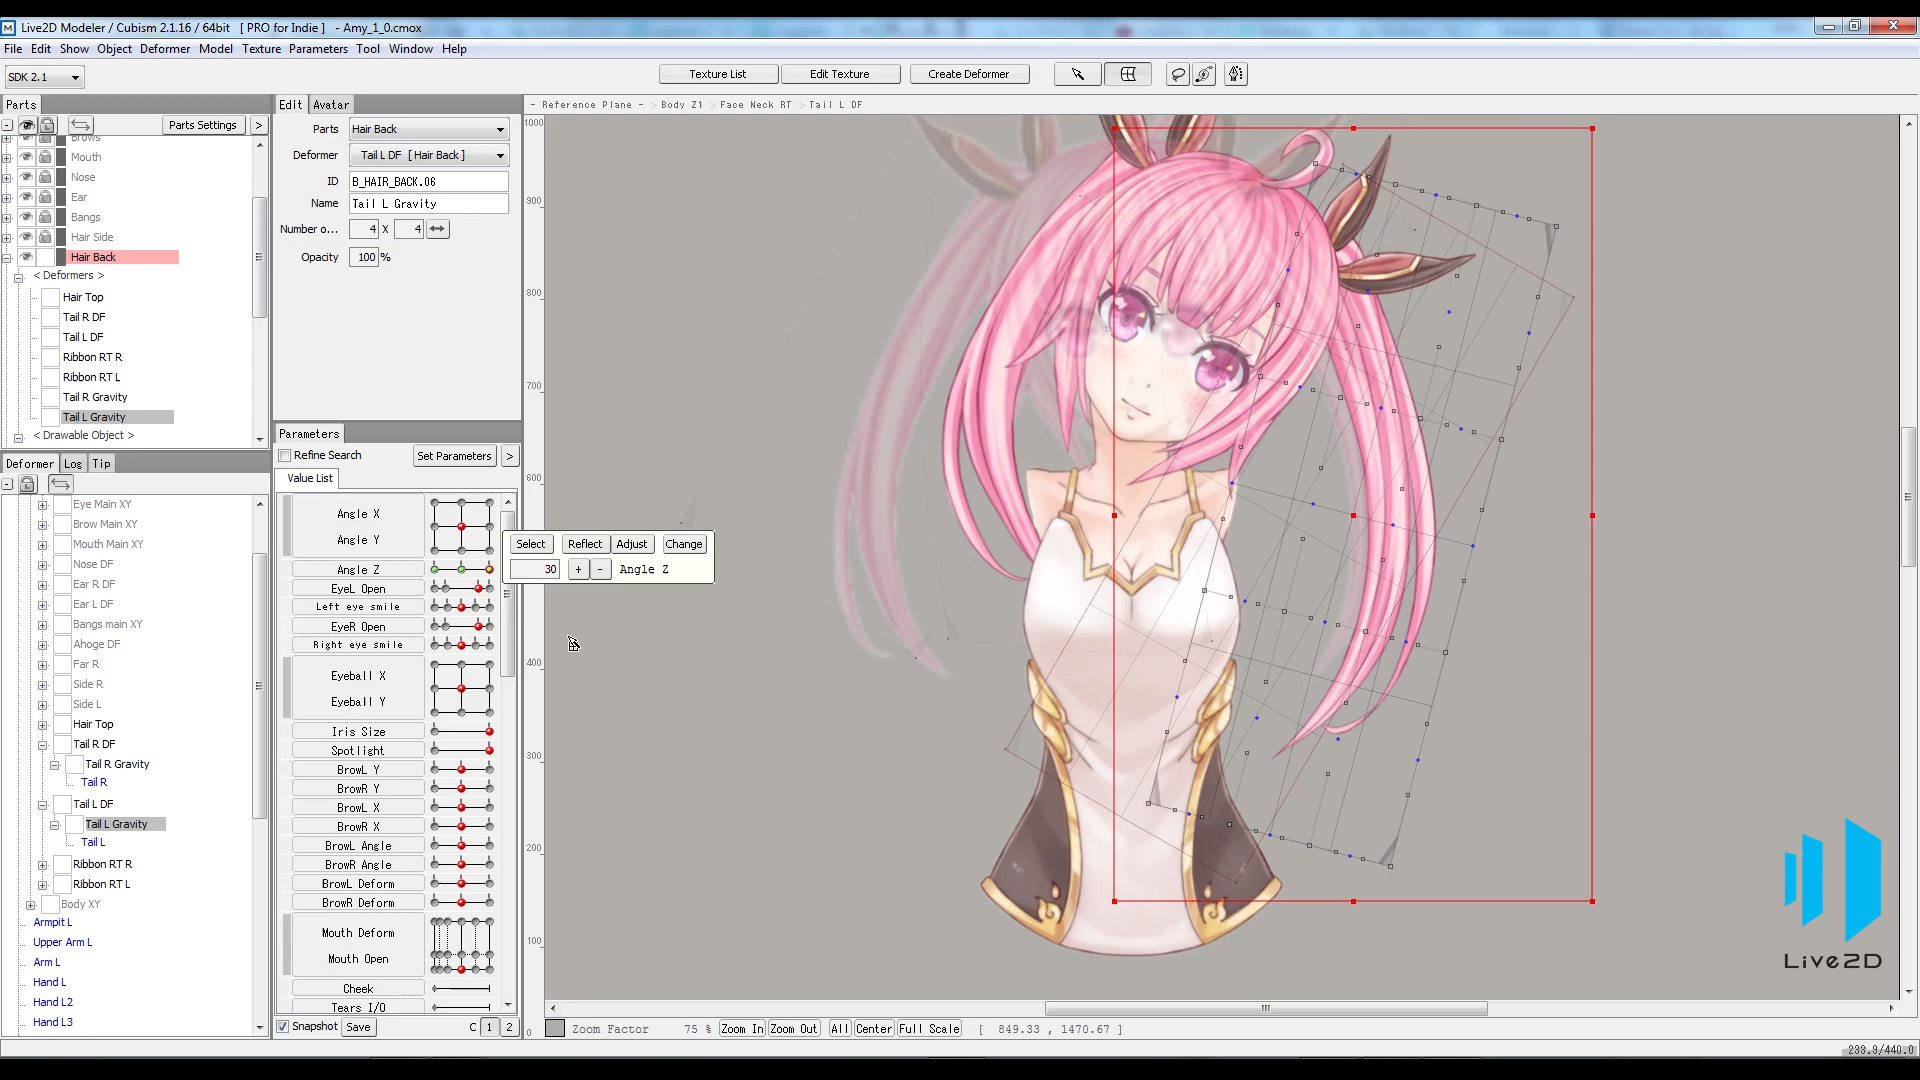 Live2D Modeler / Cubism 2.1.16 / 64bit   [ PRO for Indie ]   - Amy_1_0.cmox
File Edit Show Object Deformer Model Texture Parameters Tool Window Help
SDK 2.1
Texture List
Edit Texture
Create Deformer
Parts
Parts Settings
>
Brows
Mouth
Nose
Ear
Bangs
Hair Side
Hair Back
< Deformers >
Hair Top
Tail R DF
Tail L DF
Ribbon RT R
Ribbon RT L
Tail R Gravity
Tail L Gravity
< Drawable Object >
Deformer Log Tip
Eye Main XY
Brow Main XY
Mouth Main XY
Nose DF
Ear R DF
Ear L DF
Bangs main XY
Ahoge DF
Far R
Side R
Side L
Hair Top
Tail R DF
Tail R Gravity
Tail R
Tail L DF
Tail L Gravity
Tail L
Ribbon RT R
Ribbon RT L
Body XY
Armpit L
Upper Arm L
Arm L
Hand L
Hand L2
Hand L3
Edit Avatar
Parts Hair Back
Deformer Tail L DF [ Hair Back ]
ID B_HAIR_BACK.06
Name Tail L Gravity
Number o... 4 X 4
Opacity 100 %
Parameters
Refine Search
Set Parameters
>
Value List
Angle X
Angle Y
Angle Z
EyeL Open
Left eye smile
EyeR Open
Right eye smile
Eyeball X
Eyeball Y
Iris Size
Spotlight
BrowL Y
BrowR Y
BrowL X
BrowR X
BrowL Angle
BrowR Angle
BrowL Deform
BrowR Deform
Mouth Deform
Mouth Open
Cheek
Tears I/O
Snapshot Save C 1 2
- Reference Plane - > Body Z1 > Face Neck RT > Tail L DF
1000
900
800
700
600
400
300
200
100
0
Select Reflect Adjust Change
30 + - Angle Z
Live2D
Zoom Factor 75 % Zoom In Zoom Out All Center Full Scale [ 849.33 , 1470.67 ]
233.9/440.0